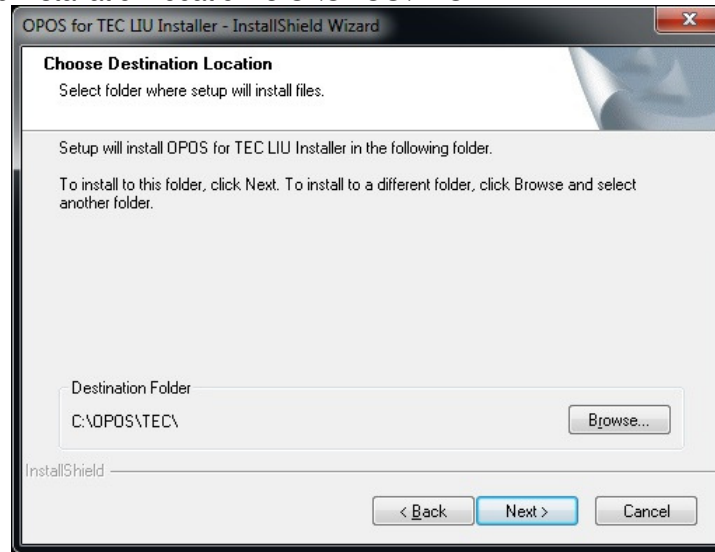 OPOS for TEC LIU Installer - InstallShield Wizard
Choose Destination Location
Select folder where setup will install files.
Setup will install OPOS for TEC LIU Installer in the following folder.
To install to this folder, click Next. To install to a different folder, click Browse and select
another folder.
Destination Folder
C:\OPOS\TEC\
Browse...
InstallShield
< Back
Next >
Cancel